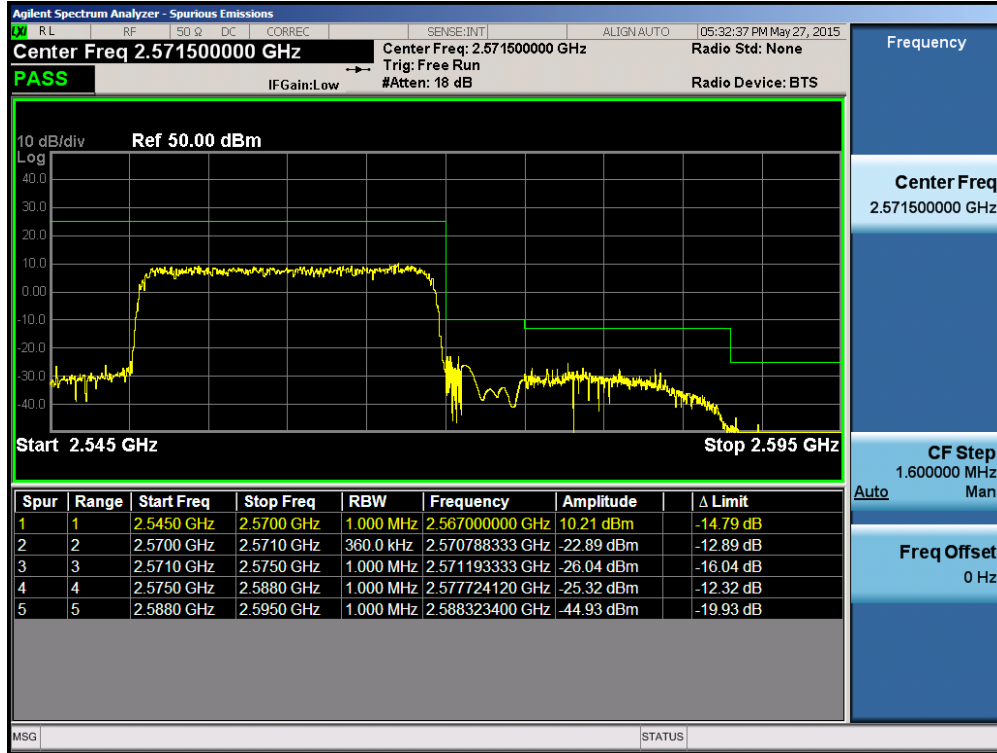 Agilent Spectrum Analyzer - Spurious Emissions
LXI RL RF 50 Ω DC CORREC SENSE:INT ALIGN AUTO 05:32:37 PM May 27, 2015
Center Freq 2.571500000 GHz
PASS
IFGain:Low
Center Freq: 2.571500000 GHz
Trig: Free Run
#Atten: 18 dB
Radio Std: None
Radio Device: BTS
10 dB/div Ref 50.00 dBm
Log
40.0
30.0
20.0
10.0
0.00
-10.0
-20.0
-30.0
-40.0
Start 2.545 GHz Stop 2.595 GHz
Spur Range Start Freq Stop Freq RBW Frequency Amplitude Δ Limit
1 1 2.5450 GHz 2.5700 GHz 1.000 MHz 2.567000000 GHz 10.21 dBm -14.79 dB
2 2 2.5700 GHz 2.5710 GHz 360.0 kHz 2.570788333 GHz -22.89 dBm -12.89 dB
3 3 2.5710 GHz 2.5750 GHz 1.000 MHz 2.571193333 GHz -26.04 dBm -16.04 dB
4 4 2.5750 GHz 2.5880 GHz 1.000 MHz 2.577724120 GHz -25.32 dBm -12.32 dB
5 5 2.5880 GHz 2.5950 GHz 1.000 MHz 2.588323400 GHz -44.93 dBm -19.93 dB
MSG STATUS
Frequency
Center Freq
2.571500000 GHz
CF Step
1.600000 MHz
Auto Man
Freq Offset
0 Hz